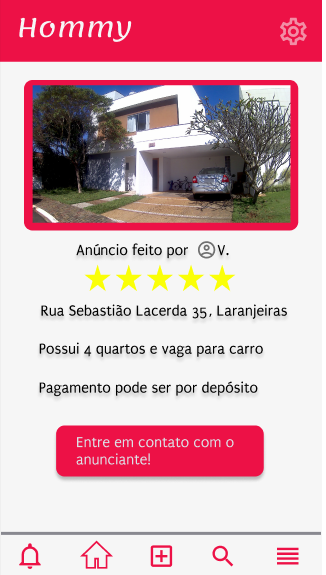 Hommy
Anúncio feito por V.
Rua Sebastião Lacerda 35, Laranjeiras
Possui 4 quartos e vaga para carro
Pagamento pode ser por depósito
Entre em contato com o
anunciante!